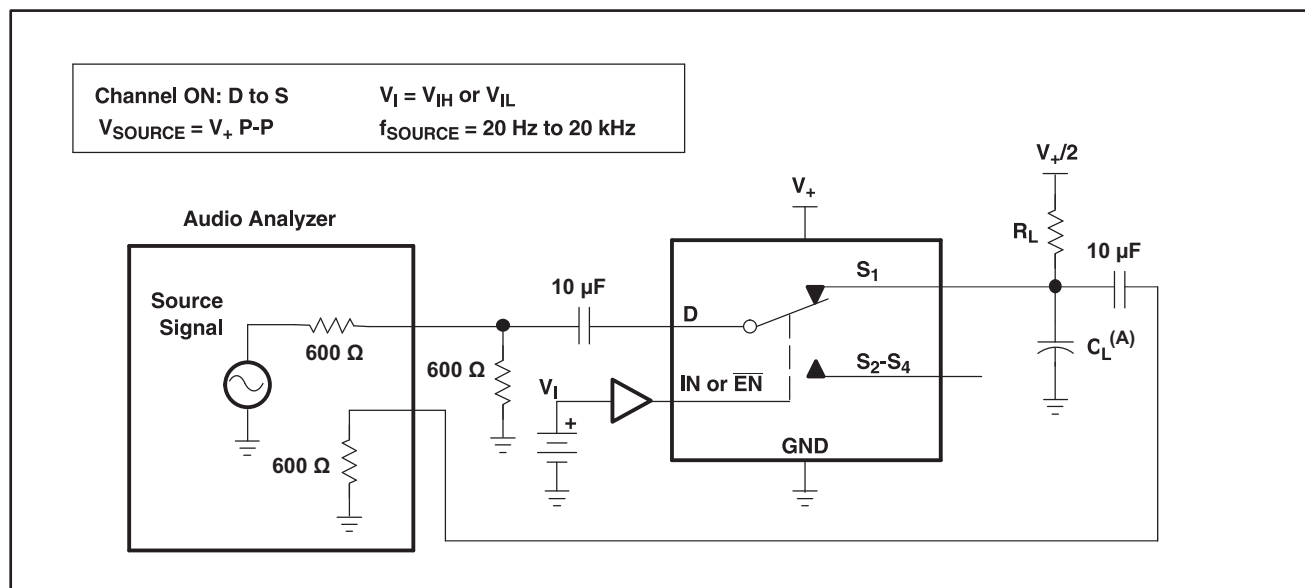 Channel ON: D to S
V_I = V_IH or V_IL
V_SOURCE = V_+ P-P
f_SOURCE = 20 Hz to 20 kHz
Audio Analyzer
Source
Signal
600 Ω
600 Ω
600 Ω
10 µF
V_I
+
V_+
D
IN or E̅N̅
S_1
S_2-S_4
GND
V_+/2
R_L
10 µF
C_L^(A)